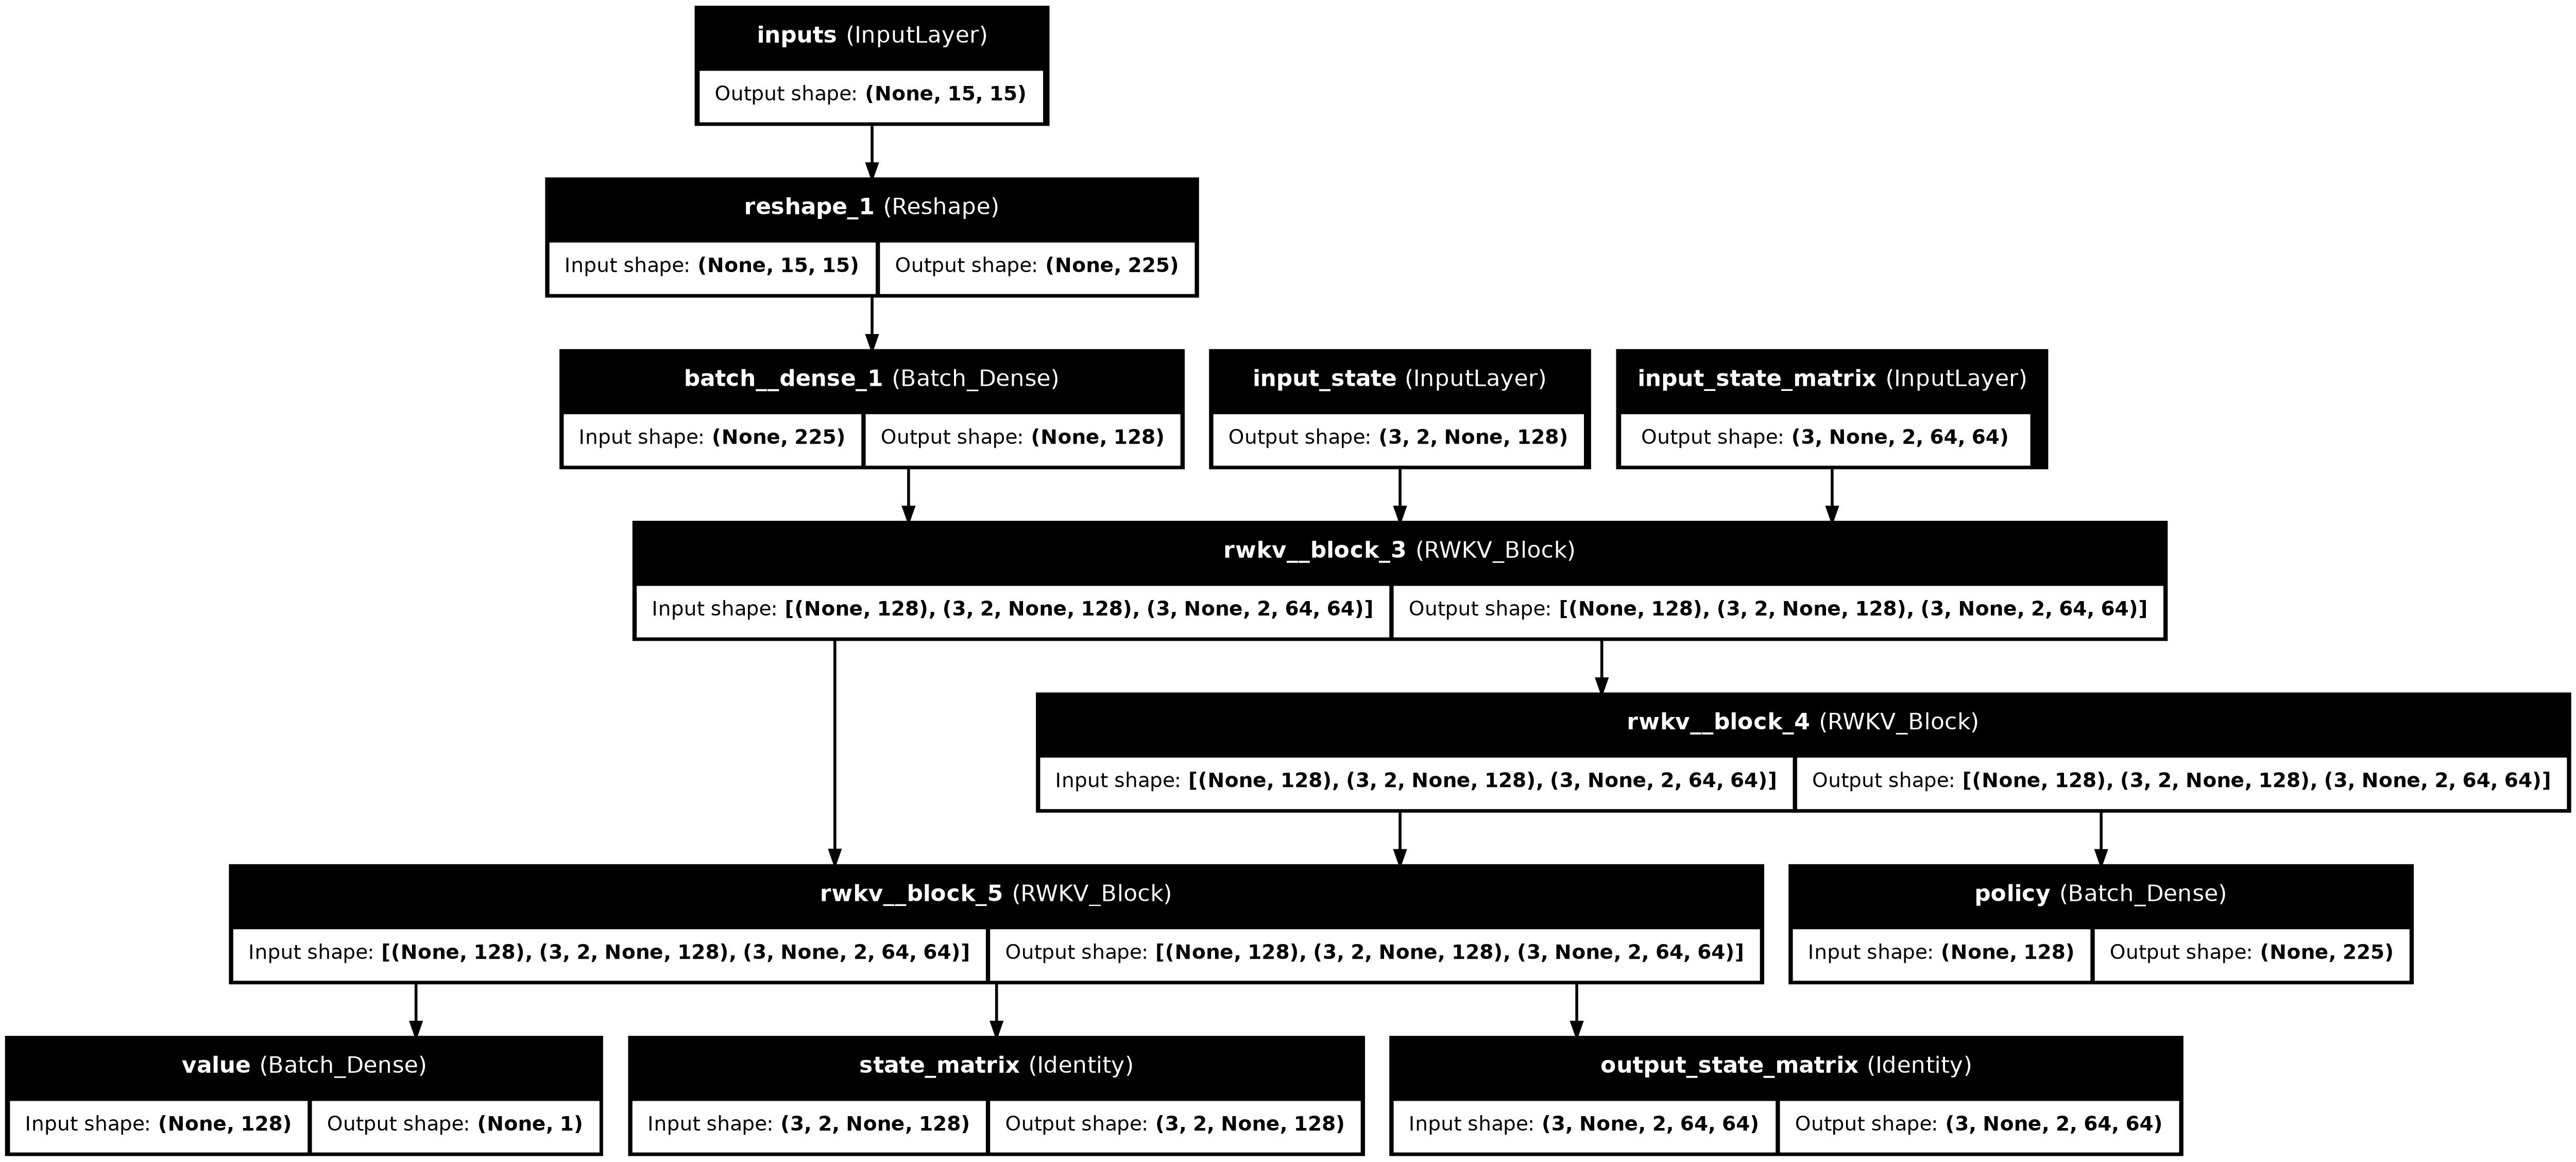 inputs (InputLayer)
Output shape: (None, 15, 15)
reshape_1 (Reshape)
Input shape: (None, 15, 15) Output shape: (None, 225)
batch__dense_1 (Batch_Dense)
Input shape: (None, 225) Output shape: (None, 128)
input_state (InputLayer)
Output shape: (3, 2, None, 128)
input_state_matrix (InputLayer)
Output shape: (3, None, 2, 64, 64)
rwkv__block_3 (RWKV_Block)
Input shape: [(None, 128), (3, 2, None, 128), (3, None, 2, 64, 64)] Output shape: [(None, 128), (3, 2, None, 128), (3, None, 2, 64, 64)]
rwkv__block_4 (RWKV_Block)
Input shape: [(None, 128), (3, 2, None, 128), (3, None, 2, 64, 64)] Output shape: [(None, 128), (3, 2, None, 128), (3, None, 2, 64, 64)]
rwkv__block_5 (RWKV_Block)
Input shape: [(None, 128), (3, 2, None, 128), (3, None, 2, 64, 64)] Output shape: [(None, 128), (3, 2, None, 128), (3, None, 2, 64, 64)]
policy (Batch_Dense)
Input shape: (None, 128) Output shape: (None, 225)
value (Batch_Dense)
Input shape: (None, 128) Output shape: (None, 1)
state_matrix (Identity)
Input shape: (3, 2, None, 128) Output shape: (3, 2, None, 128)
output_state_matrix (Identity)
Input shape: (3, None, 2, 64, 64) Output shape: (3, None, 2, 64, 64)